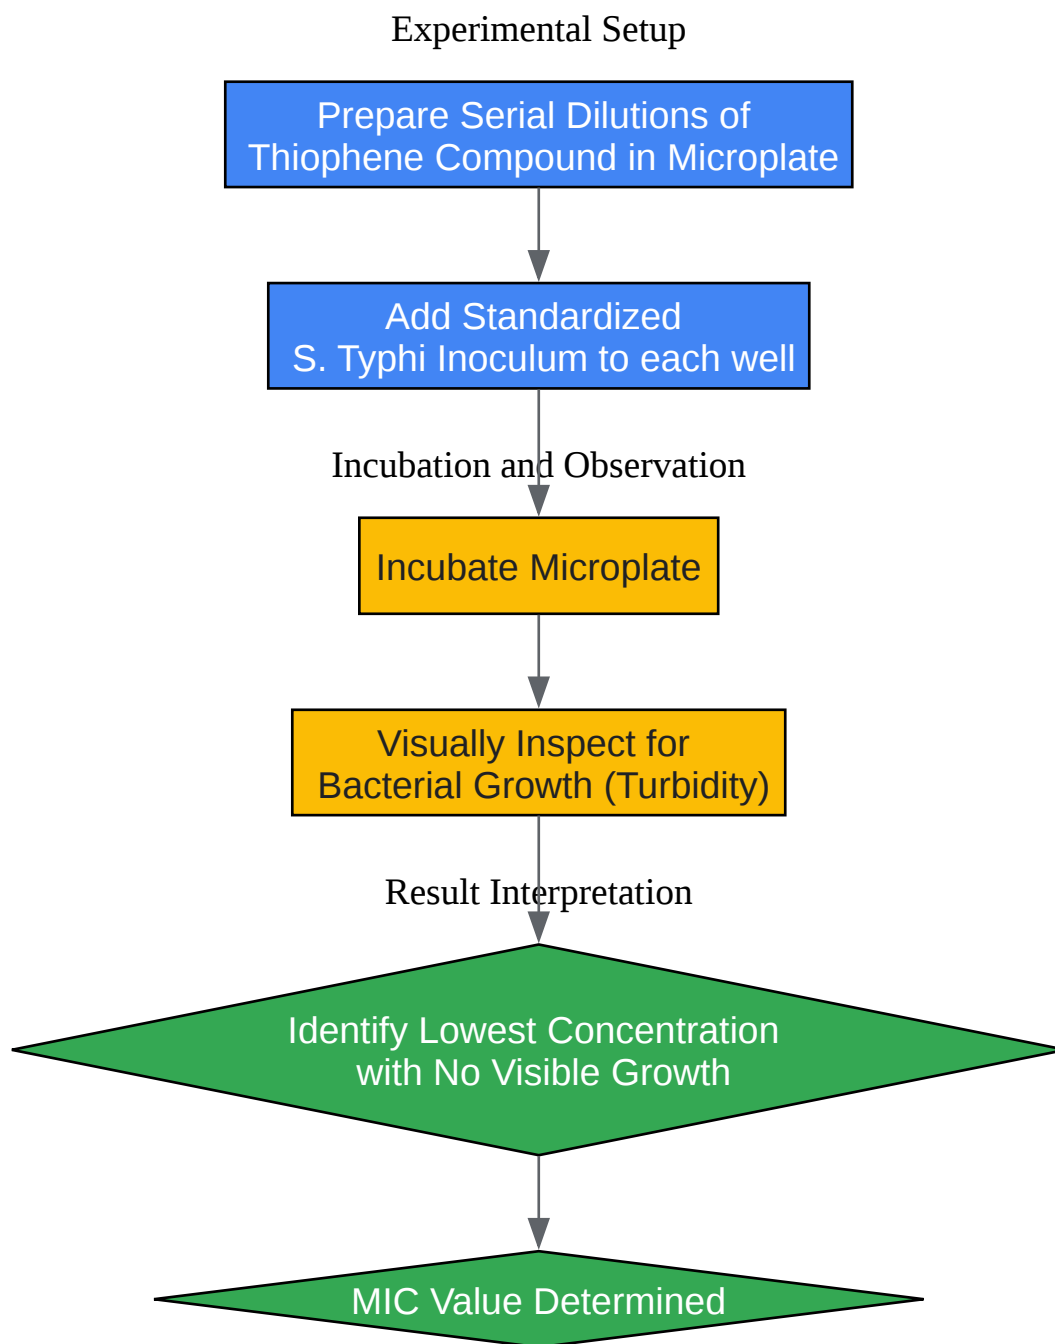 Experimental Setup
Prepare Serial Dilutions of
Thiophene Compound in Microplate
Add Standardized
S. Typhi Inoculum to each well
Incubation and Observation
Incubate Microplate
Visually Inspect for
Bacterial Growth (Turbidity)
Result Interpretation
Identify Lowest Concentration
with No Visible Growth
MIC Value Determined